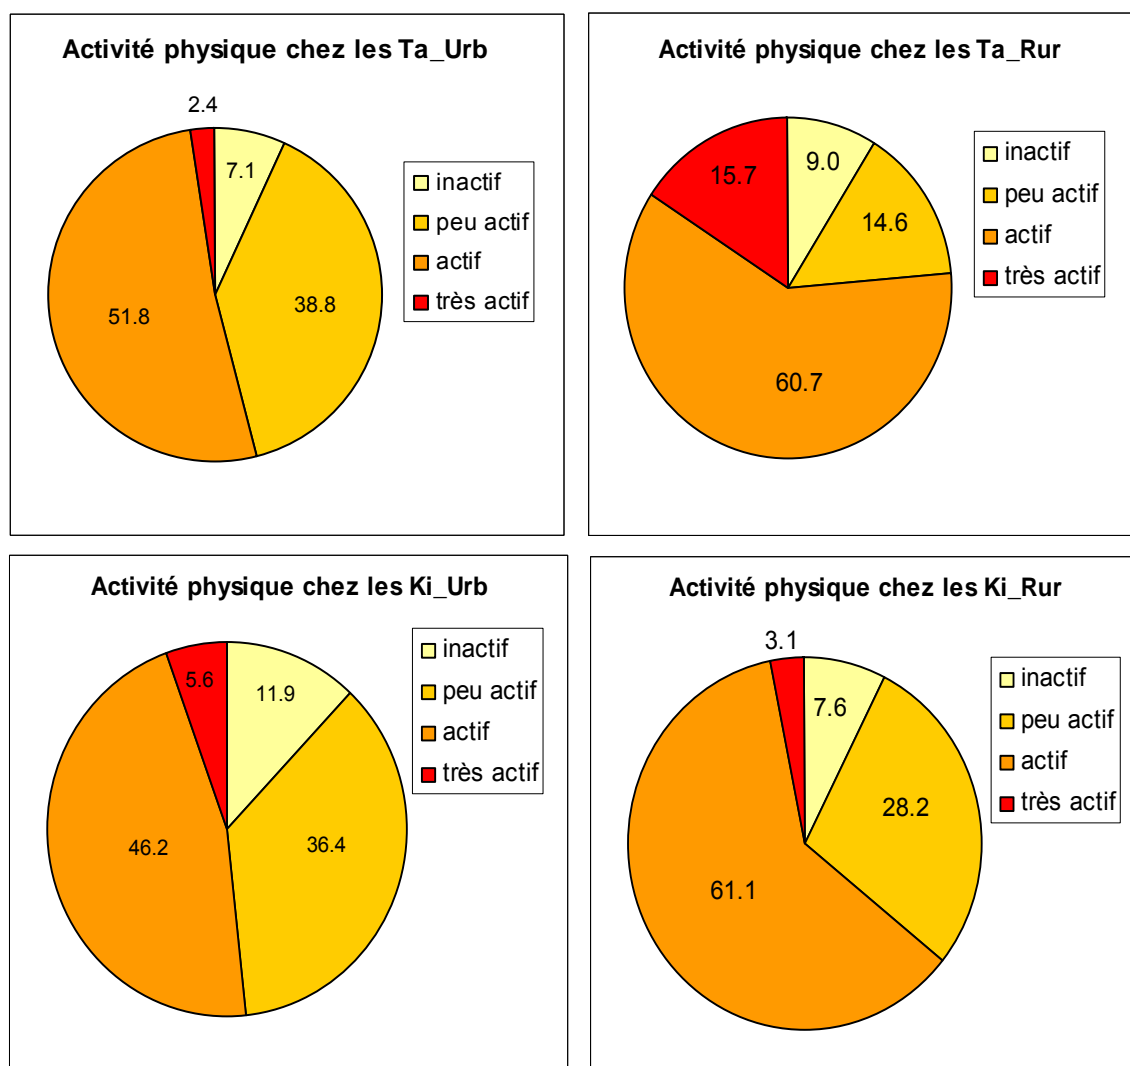 Activité physique chez les Ta_Urb
2.4
7.1
38.8
51.8
inactif
peu actif
actif
très actif
Activité physique chez les Ta_Rur
15.7
9.0
14.6
60.7
inactif
peu actif
actif
très actif
Activité physique chez les Ki_Urb
5.6
11.9
46.2
36.4
inactif
peu actif
actif
très actif
Activité physique chez les Ki_Rur
3.1
7.6
28.2
61.1
inactif
peu actif
actif
très actif